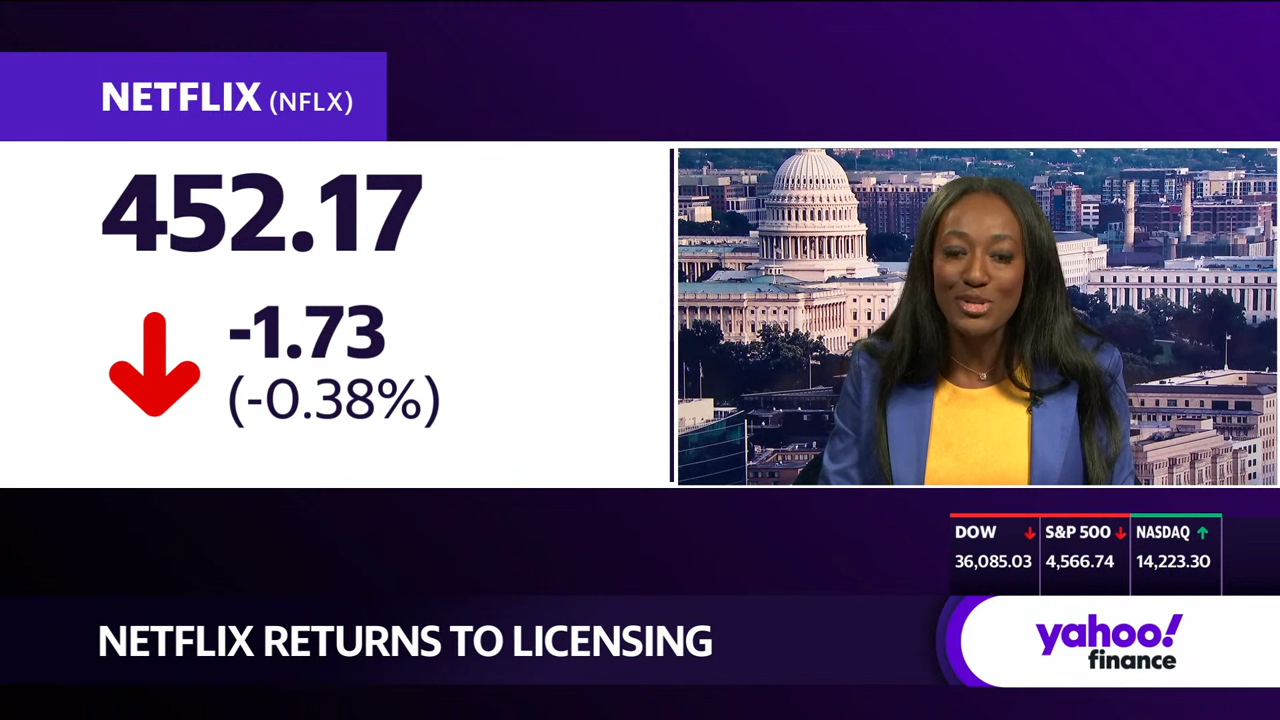 NETFLIX (NFLX)
452.17
-1.73
(-0.38%)
DOW S&P 500 NASDAQ
36,085.03 4,566.74 14,223.30
NETFLIX RETURNS TO LICENSING
yahoo!
finance